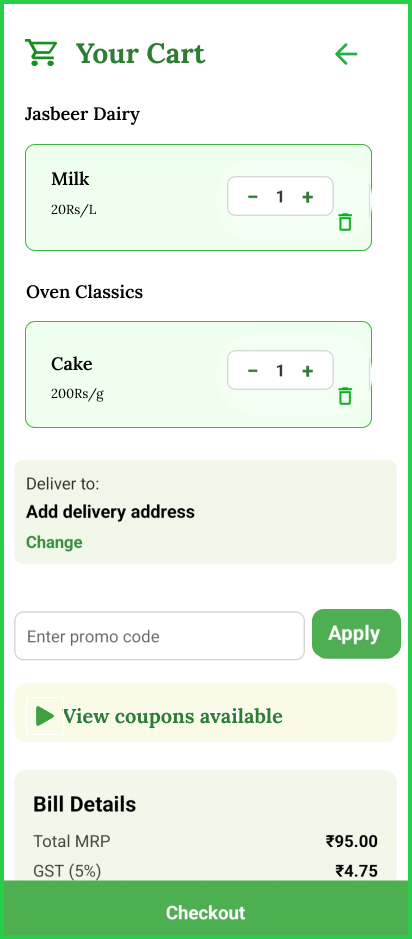 Your Cart
Jasbeer Dairy
Milk
20Rs/L
− 1 +
Oven Classics
Cake
200Rs/g
− 1 +
Deliver to:
Add delivery address
Change
Enter promo code
Apply
View coupons available
Bill Details
Total MRP ₹95.00
GST (5%) ₹4.75
Checkout